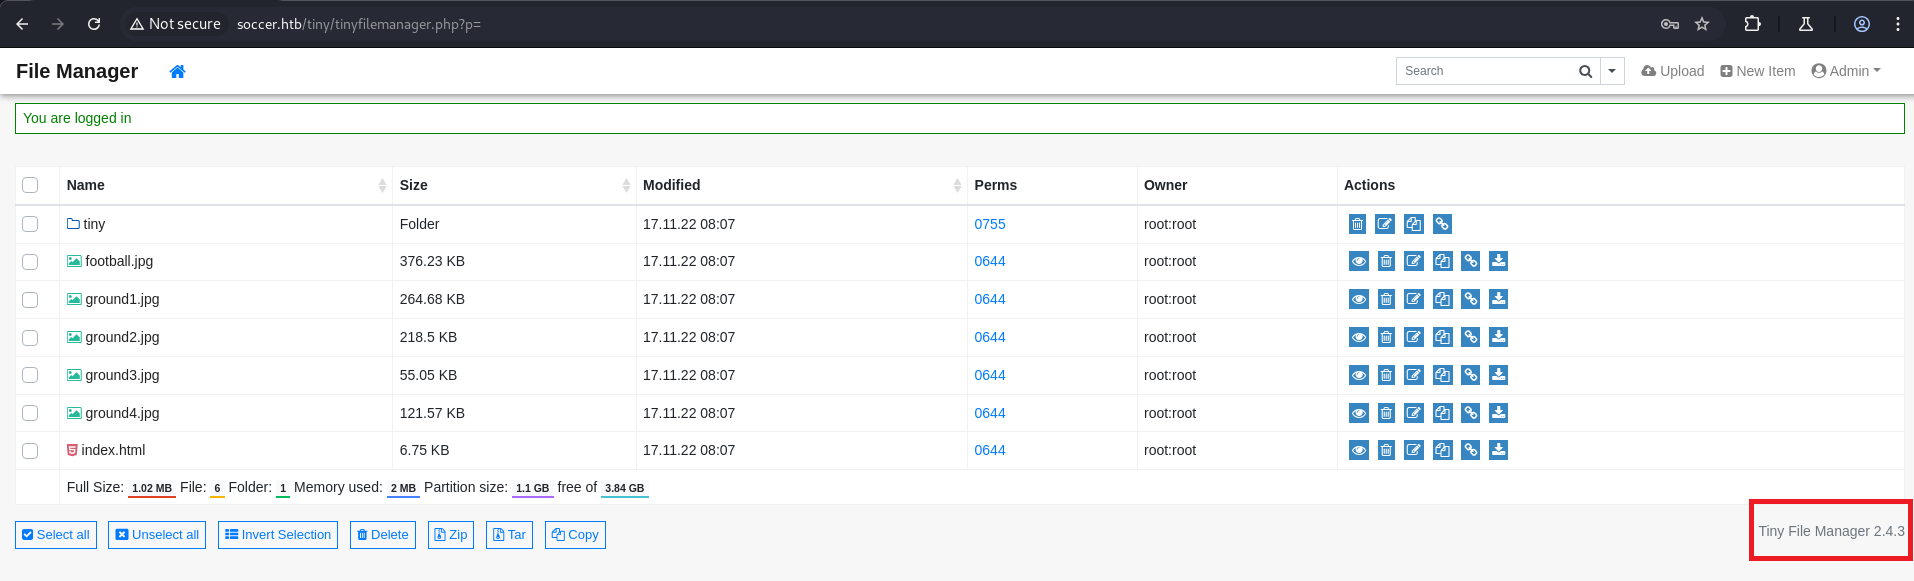 Not secure soccer.htb/tiny/tinyfilemanager.php?p=
File Manager Search Upload New Item Admin
You are logged in
Name Size Modified Perms Owner Actions
tiny Folder 17.11.22 08:07 0755 root:root
football.jpg 376.23 KB 17.11.22 08:07 0644 root:root
ground1.jpg 264.68 KB 17.11.22 08:07 0644 root:root
ground2.jpg 218.5 KB 17.11.22 08:07 0644 root:root
ground3.jpg 55.05 KB 17.11.22 08:07 0644 root:root
ground4.jpg 121.57 KB 17.11.22 08:07 0644 root:root
index.html 6.75 KB 17.11.22 08:07 0644 root:root
Full Size: 1.02 MB File: 6 Folder: 1 Memory used: 2 MB Partition size: 1.1 GB free of 3.84 GB
Select all Unselect all Invert Selection Delete Zip Tar Copy Tiny File Manager 2.4.3